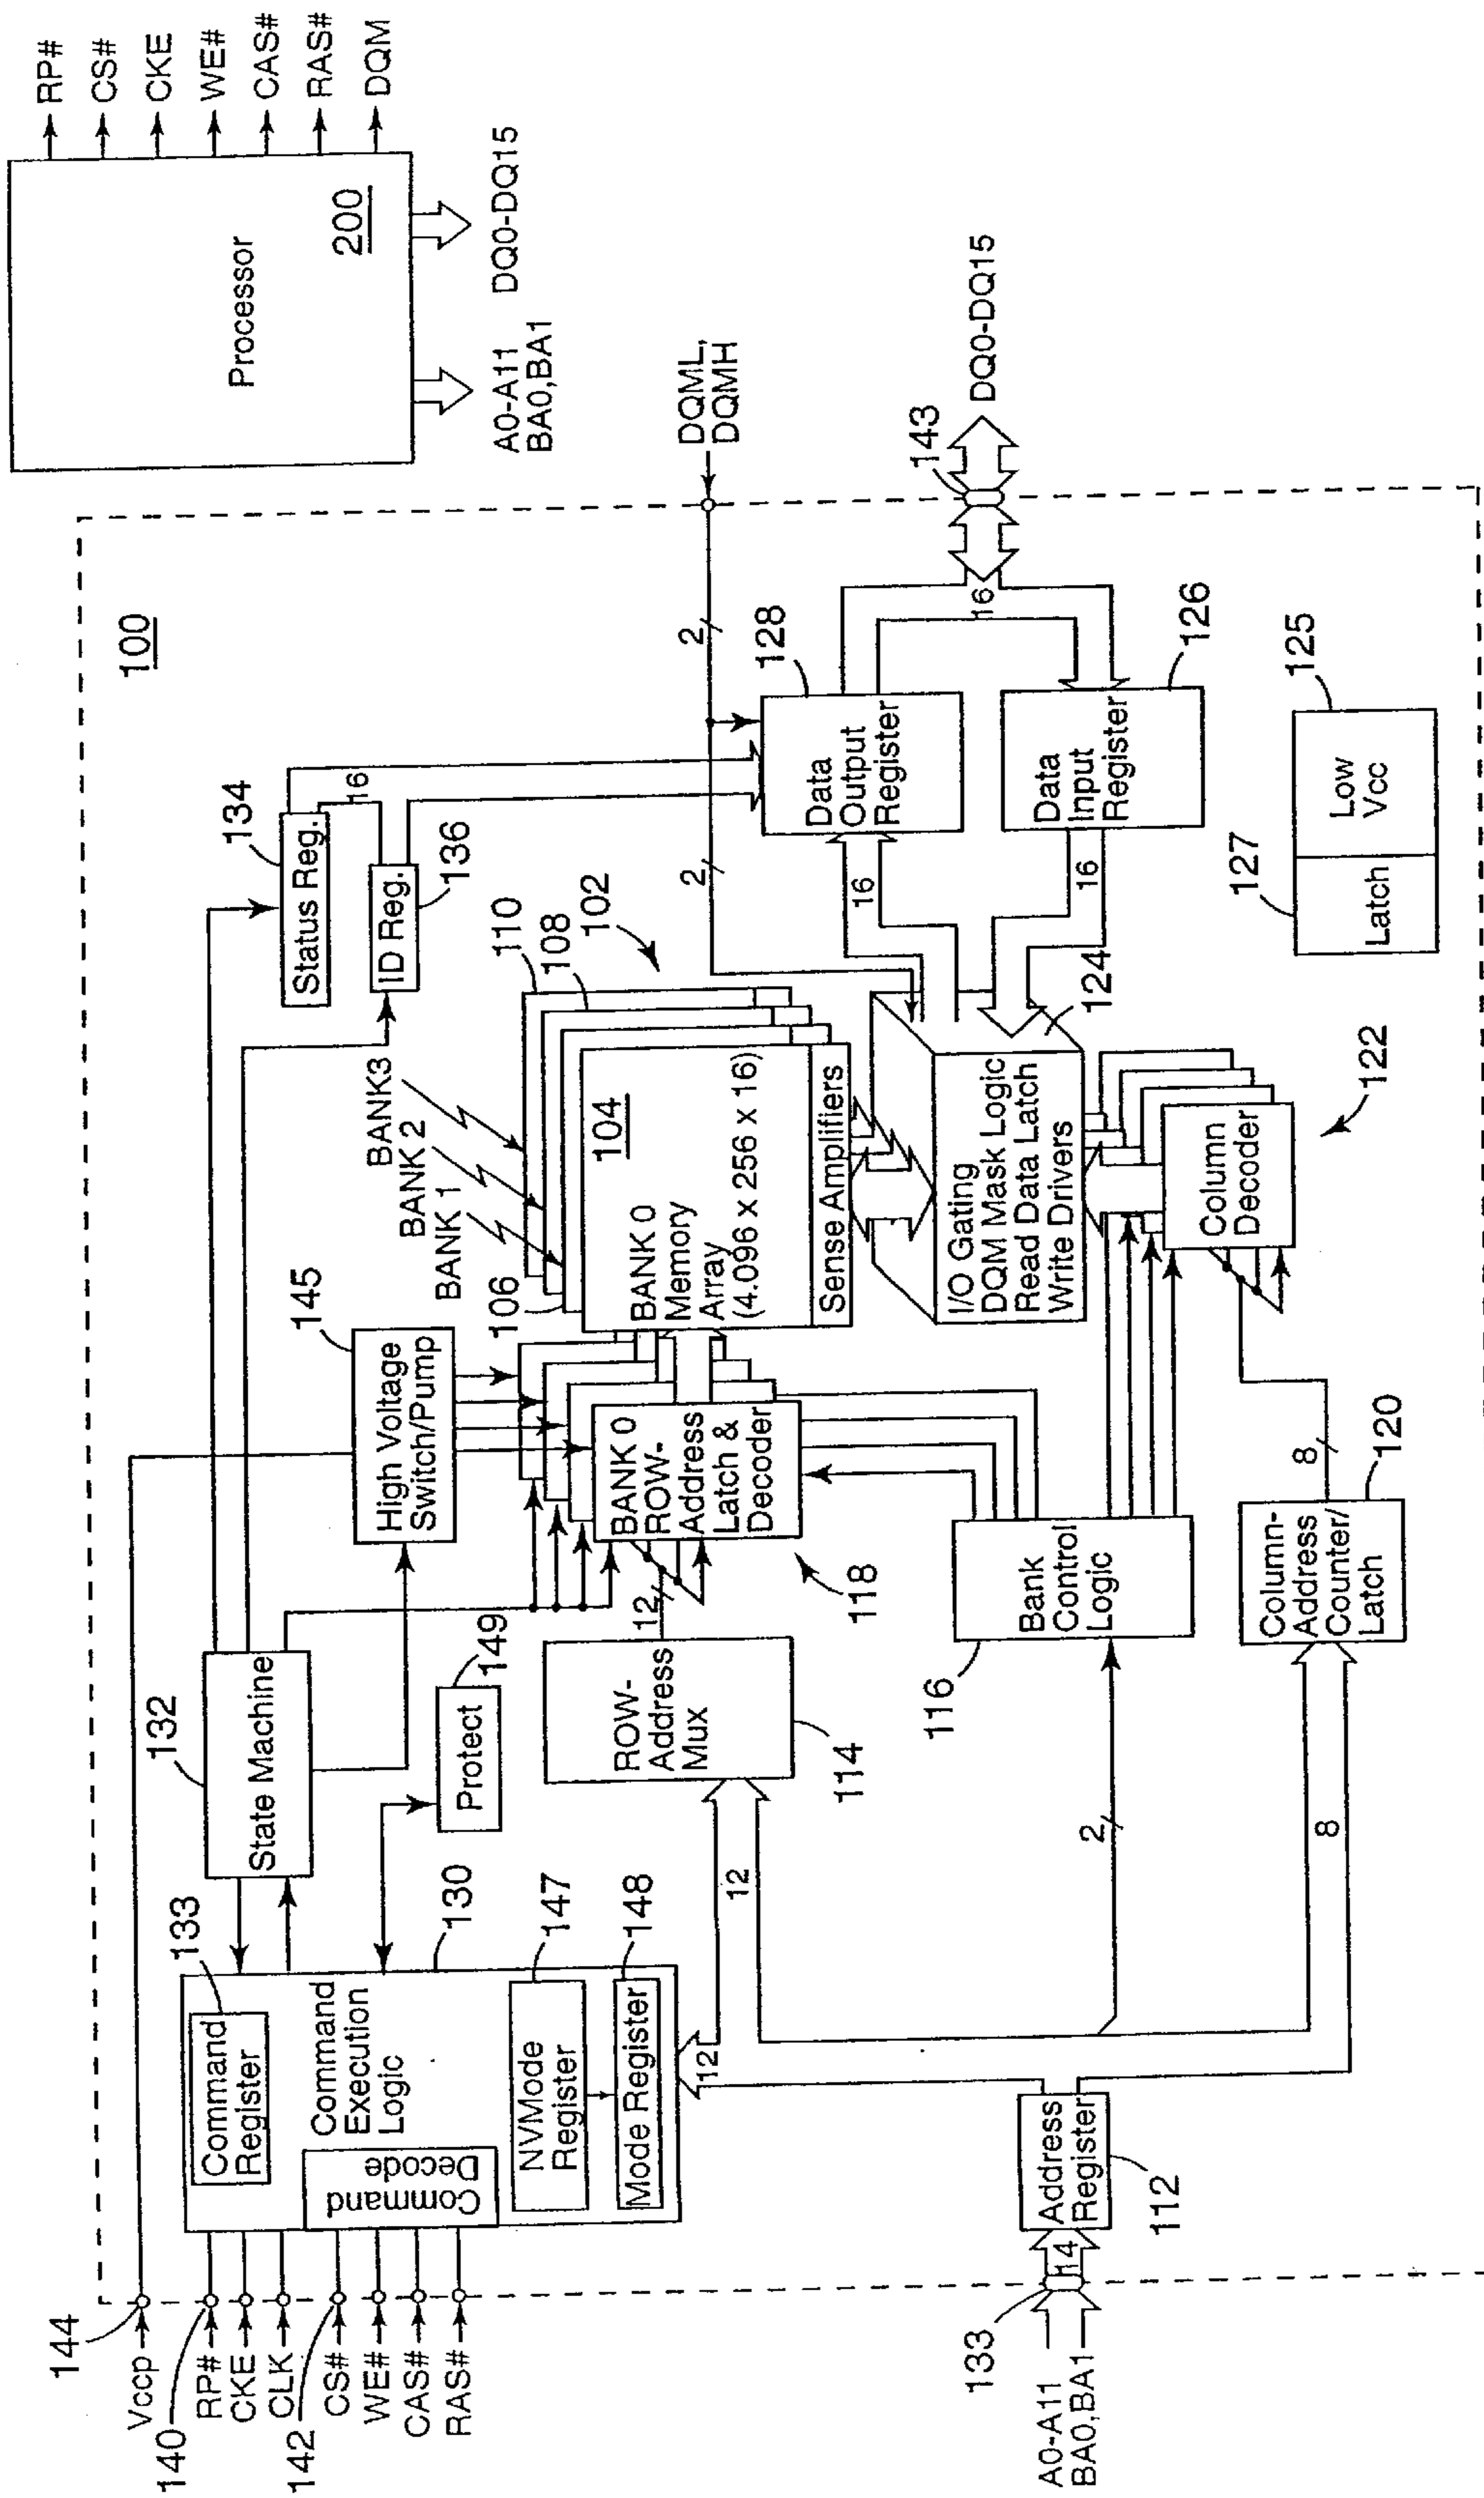 Processor
200
RP#
CS#
CKE
WE#
CAS#
RAS#
DQM
A0-A11
BA0,BA1
DQ0-DQ15
100
144
Vccp
RP#
CKE
CLK
CS#
WE#
CAS#
RAS#
140
142
133
Command
Register
Command
Execution
Logic
Command
Decode
NVMode
Register
Mode Register
130
147
148
132
State Machine
149
Protect
145
High Voltage
Switch/Pump
134
Status Reg.
16
ID Reg.
136
BANK3
BANK 2
BANK 1
106
110
108
102
104
BANK 0
Memory
Array
(4.096 x 256 x 16)
Sense Amplifiers
BANK 0
ROW-
Address
Latch &
Decoder
118
12
ROW-
Address
Mux
114
12
12
DQML,
DQMH
2
2
128
Data
Output
Register
16
16
143
DQ0-DQ15
Data
Input
Register
126
16
124
I/O Gating
DQM Mask Logic
Read Data Latch
Write Drivers
Column
Decoder
122
116
Bank
Control
Logic
2
8
120
Column-
Address
Counter/
Latch
8
127
125
Latch
Low
Vcc
133
14
A0-A11
BA0,BA1
Address
Register
112